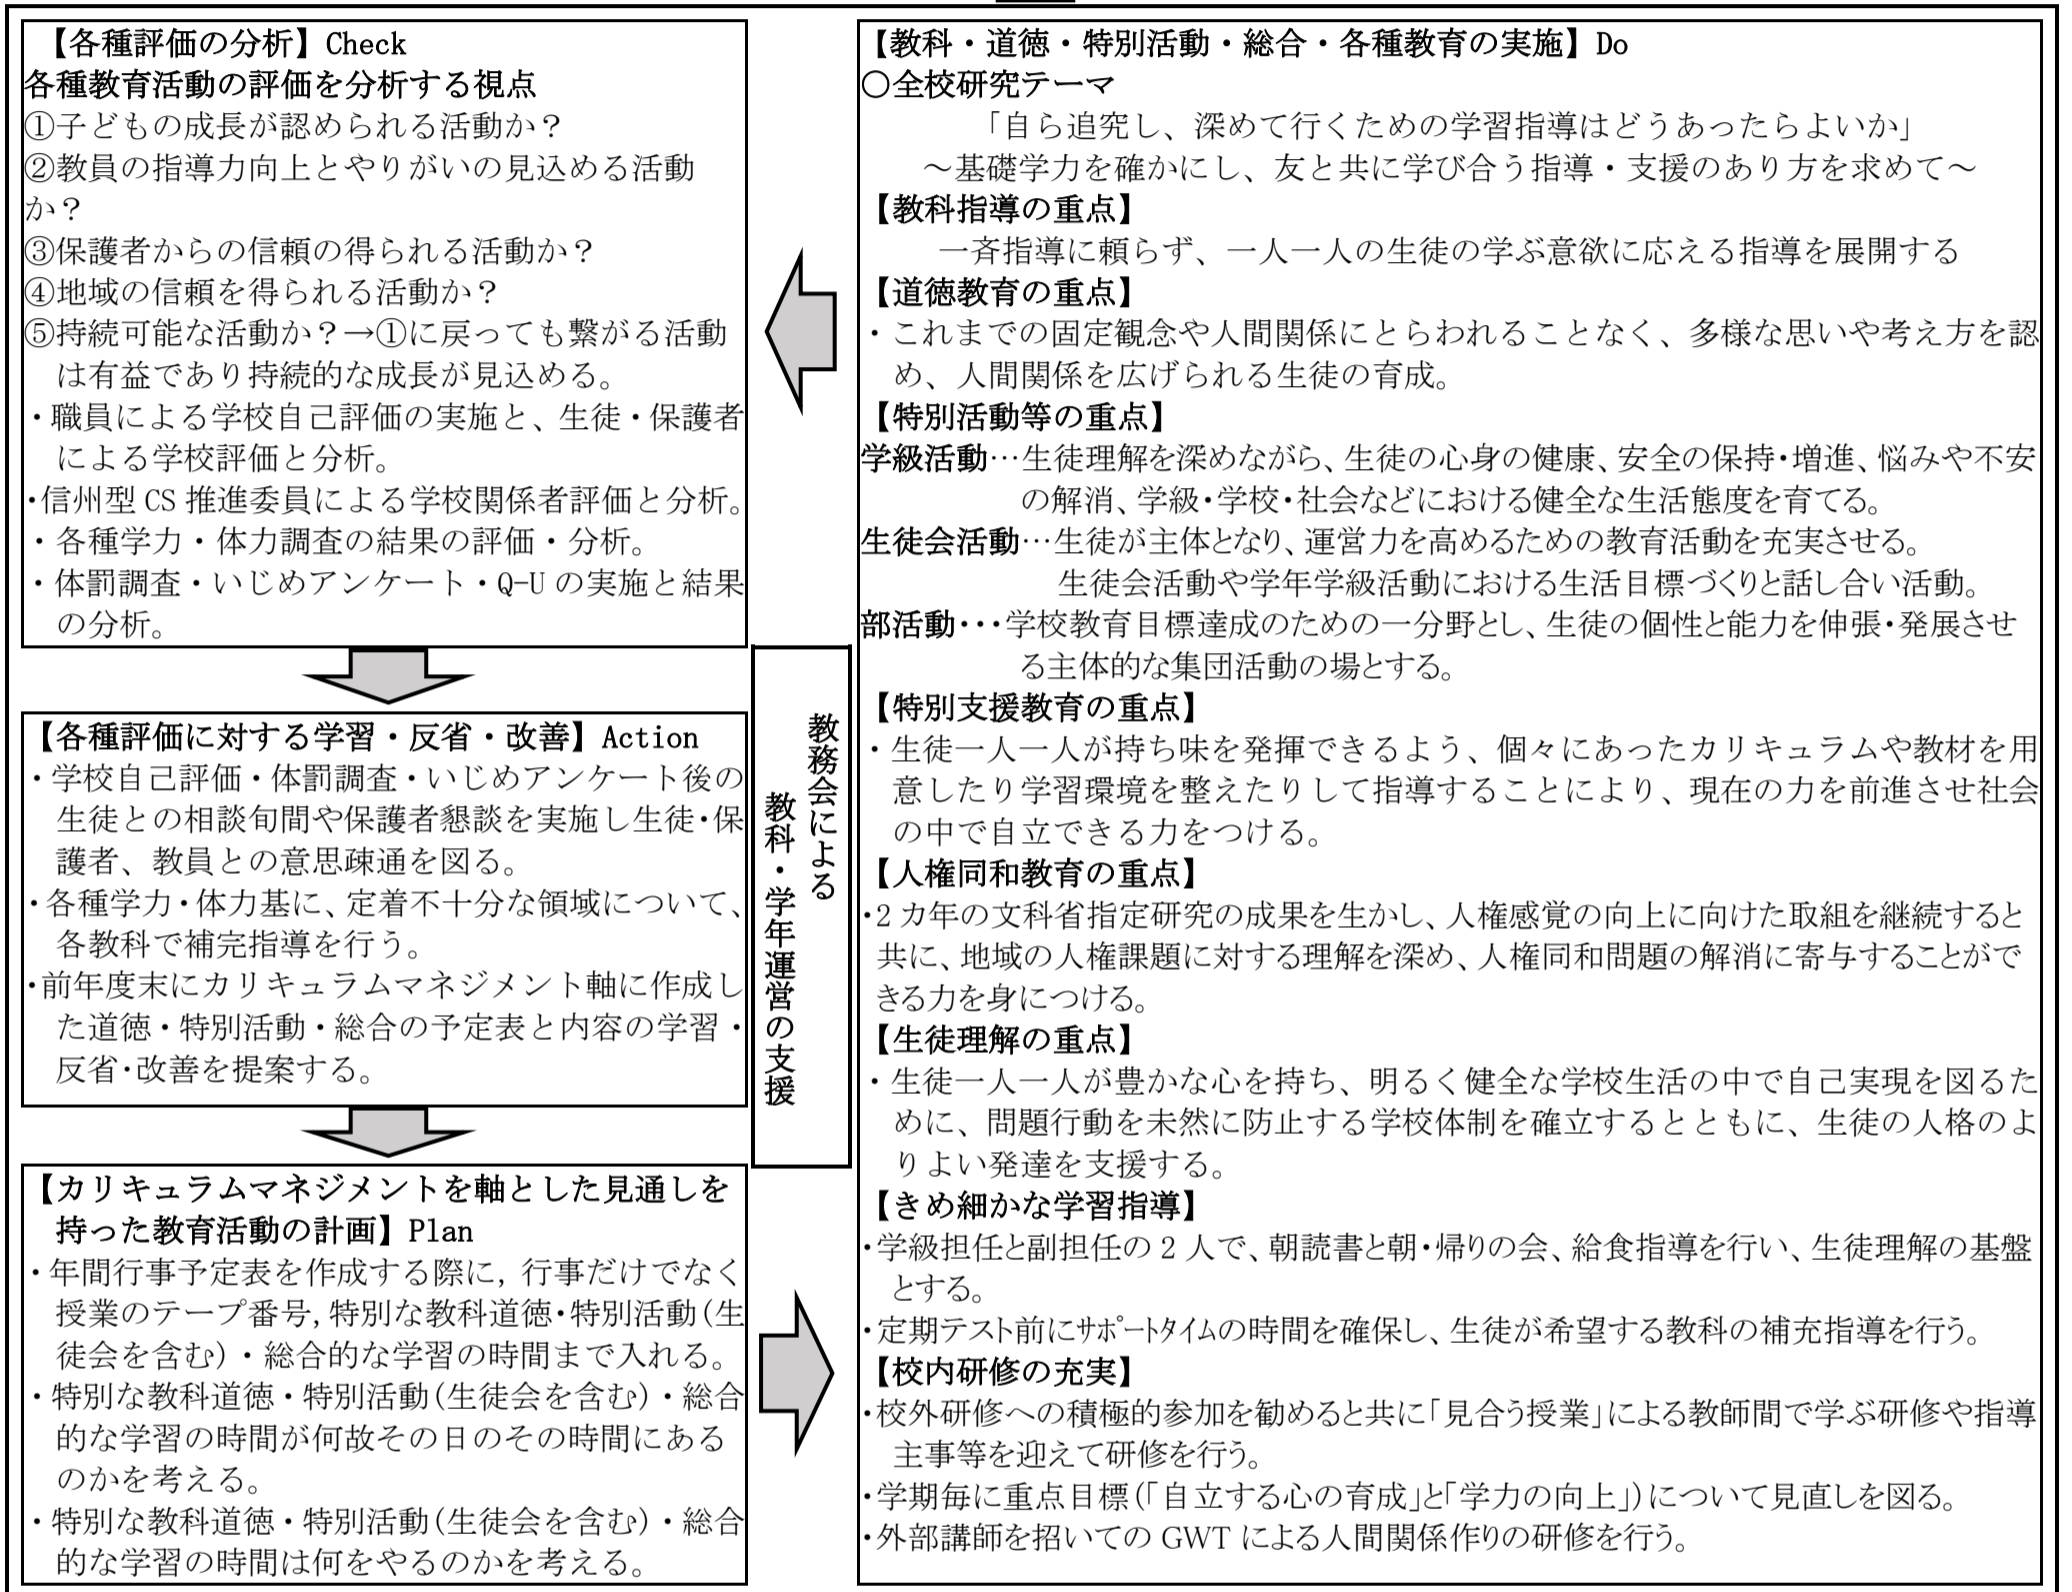 【各種評価の分析】Check
各種教育活動の評価を分析する視点
①子どもの成長が認められる活動か？
②教員の指導力向上とやりがいの見込める活動
か？
③保護者からの信頼の得られる活動か？
④地域の信頼を得られる活動か？
⑤持続可能な活動か？→①に戻っても繋がる活動
は有益であり持続的な成長が見込める。
・職員による学校自己評価の実施と、生徒・保護者
による学校評価と分析。
・信州型 CS 推進委員による学校関係者評価と分析。
・各種学力・体力調査の結果の評価・分析。
・体罰調査・いじめアンケート・Q-U の実施と結果
の分析。
【各種評価に対する学習・反省・改善】Action
・学校自己評価・体罰調査・いじめアンケート後の
生徒との相談旬間や保護者懇談を実施し生徒・保
護者、教員との意思疎通を図る。
・各種学力・体力基に、定着不十分な領域について、
各教科で補完指導を行う。
・前年度末にカリキュラムマネジメント軸に作成し
た道徳・特別活動・総合の予定表と内容の学習・
反省・改善を提案する。
【カリキュラムマネジメントを軸とした見通しを
持った教育活動の計画】Plan
・年間行事予定表を作成する際に，行事だけでなく
授業のテープ番号，特別な教科道徳・特別活動（生
徒会を含む）・総合的な学習の時間まで入れる。
・特別な教科道徳・特別活動（生徒会を含む）・総合
的な学習の時間が何故その日のその時間にある
のかを考える。
・特別な教科道徳・特別活動（生徒会を含む）・総合
的な学習の時間は何をやるのかを考える。
教務会による
教科・学年運営の支援
【教科・道徳・特別活動・総合・各種教育の実施】Do
○全校研究テーマ
「自ら追究し、深めて行くための学習指導はどうあったらよいか」
～基礎学力を確かにし、友と共に学び合う指導・支援のあり方を求めて～
【教科指導の重点】
一斉指導に頼らず、一人一人の生徒の学ぶ意欲に応える指導を展開する
【道徳教育の重点】
・これまでの固定観念や人間関係にとらわれることなく、多様な思いや考え方を認
め、人間関係を広げられる生徒の育成。
【特別活動等の重点】
学級活動…生徒理解を深めながら、生徒の心身の健康、安全の保持・増進、悩みや不安
の解消、学級・学校・社会などにおける健全な生活態度を育てる。
生徒会活動…生徒が主体となり、運営力を高めるための教育活動を充実させる。
生徒会活動や学年学級活動における生活目標づくりと話し合い活動。
部活動・・・学校教育目標達成のための一分野とし、生徒の個性と能力を伸張・発展させ
る主体的な集団活動の場とする。
【特別支援教育の重点】
・生徒一人一人が持ち味を発揮できるよう、個々にあったカリキュラムや教材を用
意したり学習環境を整えたりして指導することにより、現在の力を前進させ社会
の中で自立できる力をつける。
【人権同和教育の重点】
・2 カ年の文科省指定研究の成果を生かし、人権感覚の向上に向けた取組を継続すると
共に、地域の人権課題に対する理解を深め、人権同和問題の解消に寄与することがで
きる力を身につける。
【生徒理解の重点】
・生徒一人一人が豊かな心を持ち、明るく健全な学校生活の中で自己実現を図るた
めに、問題行動を未然に防止する学校体制を確立するとともに、生徒の人格のよ
りよい発達を支援する。
【きめ細かな学習指導】
・学級担任と副担任の 2 人で、朝読書と朝・帰りの会、給食指導を行い、生徒理解の基盤
とする。
・定期テスト前にサポートタイムの時間を確保し、生徒が希望する教科の補充指導を行う。
【校内研修の充実】
・校外研修への積極的参加を勧めると共に「見合う授業」による教師間で学ぶ研修や指導
主事等を迎えて研修を行う。
・学期毎に重点目標（「自立する心の育成」と「学力の向上」）について見直しを図る。
・外部講師を招いての GWT による人間関係作りの研修を行う。